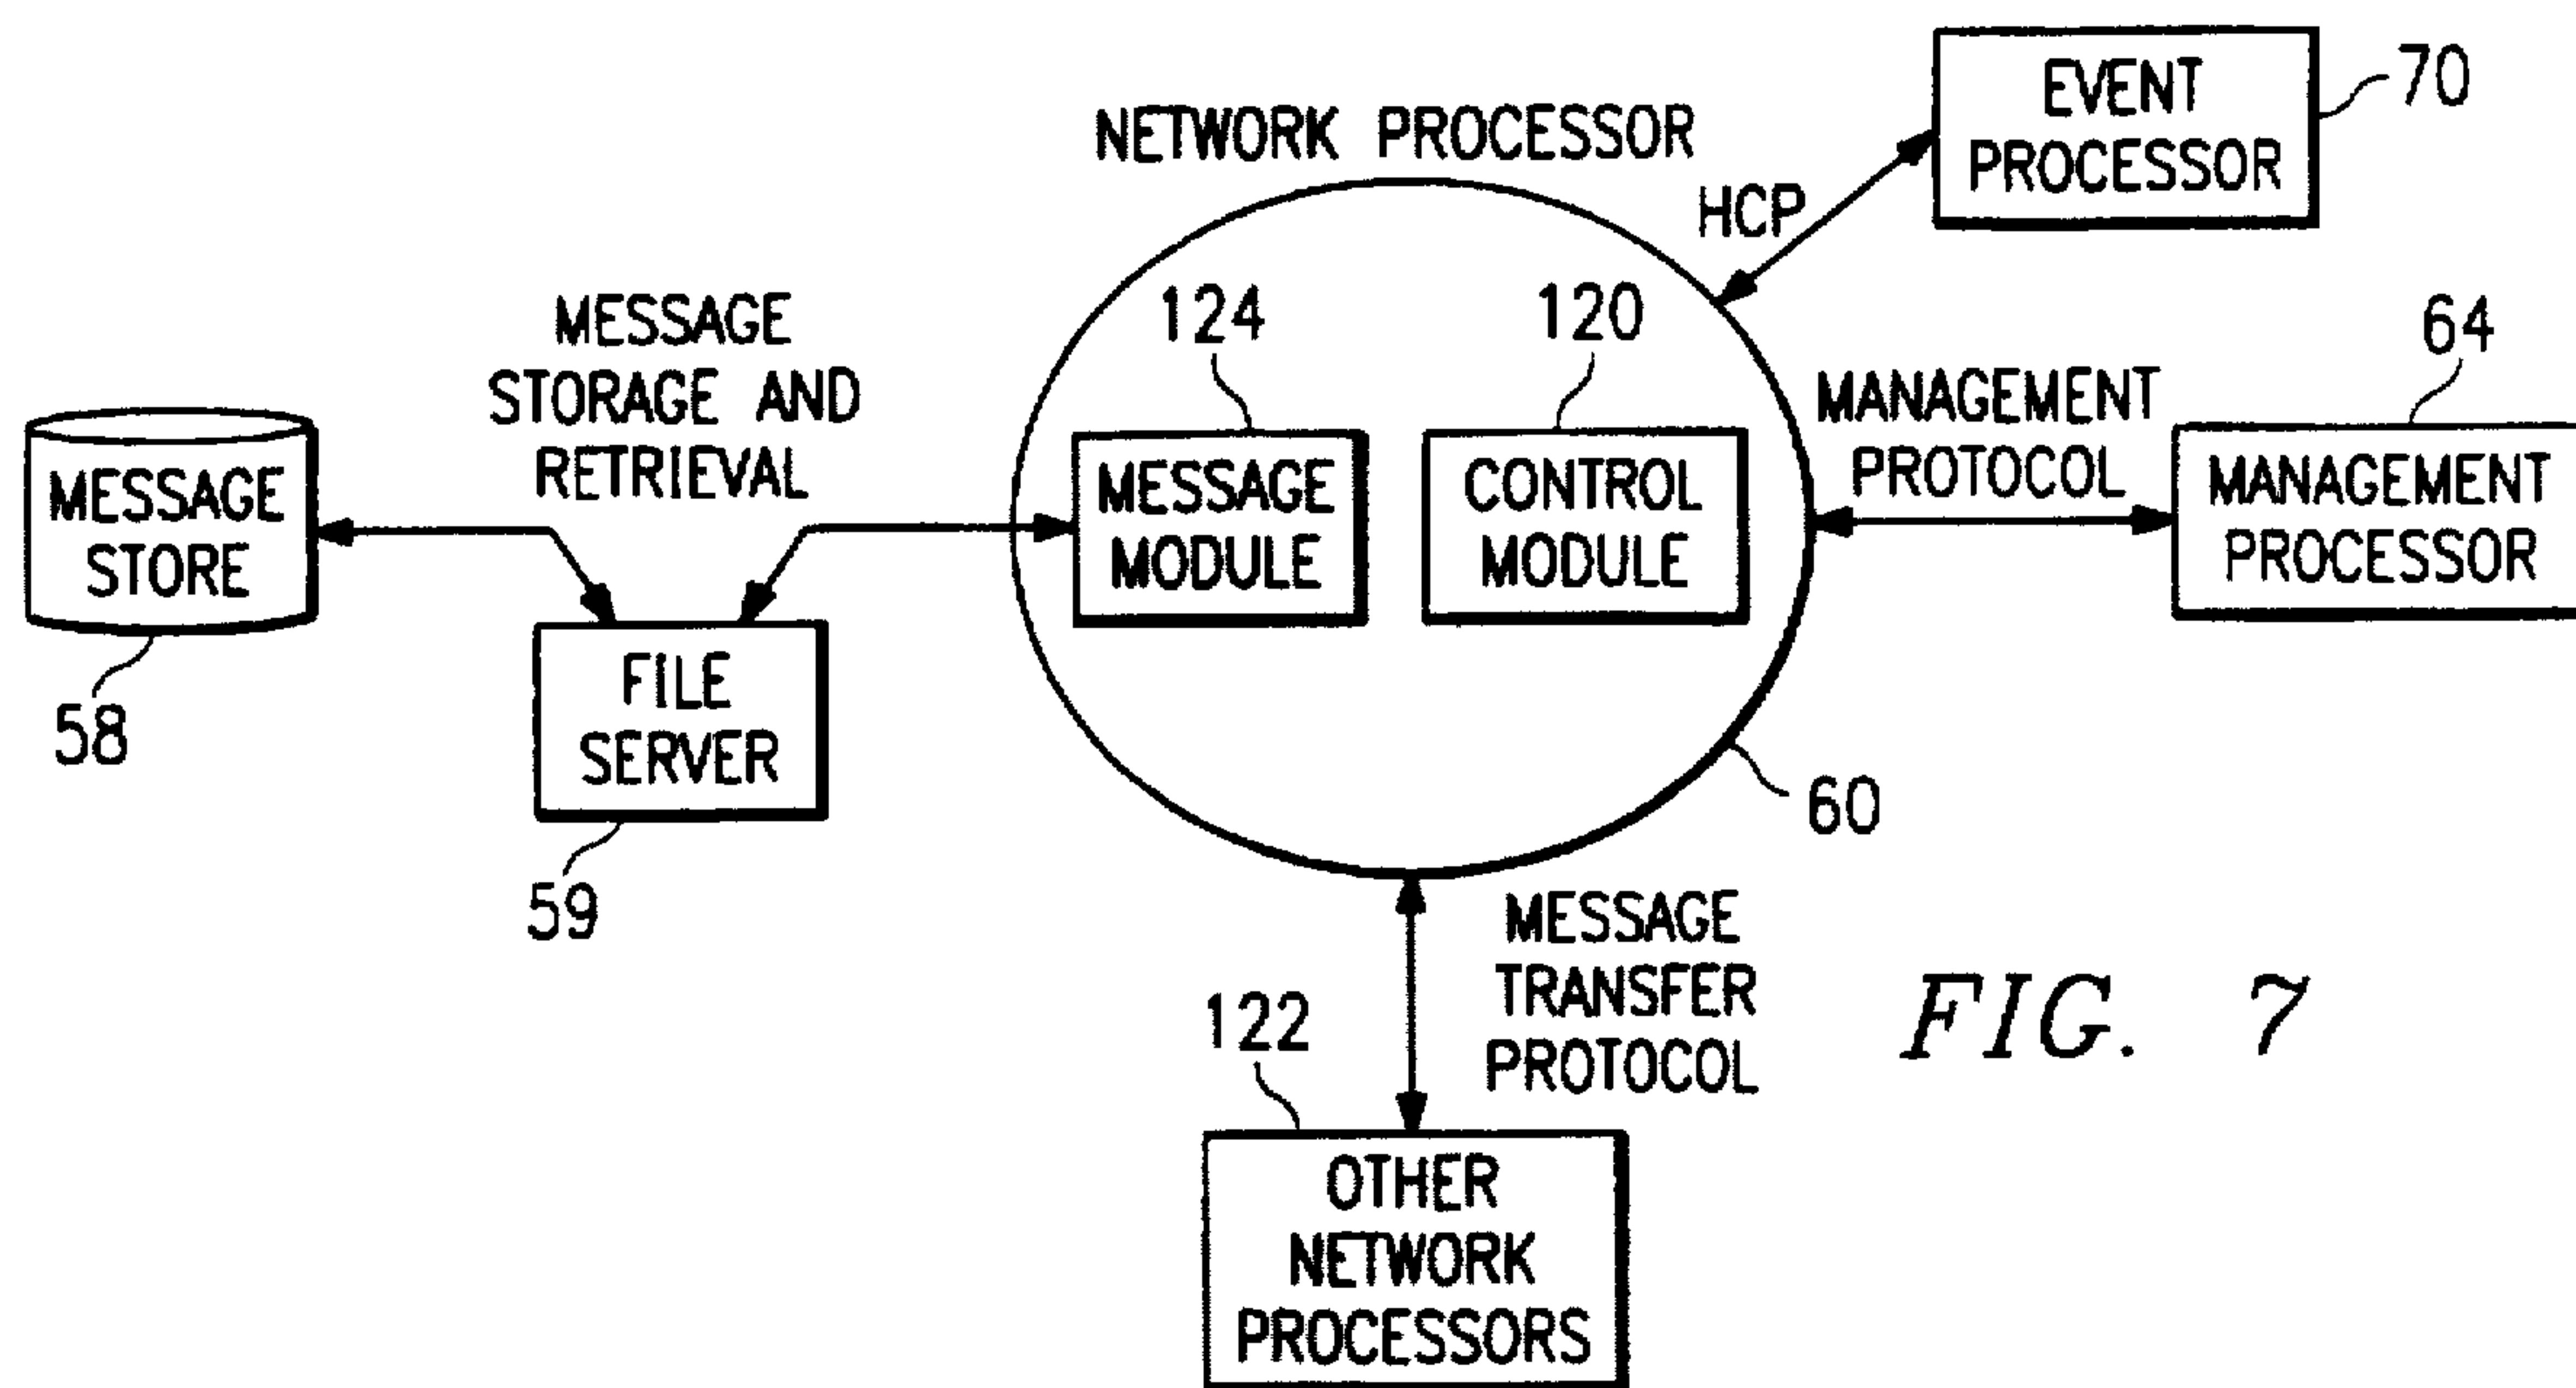 EVENT
PROCESSOR
70
NETWORK PROCESSOR
HCP
124
120
MESSAGE
STORAGE AND
RETRIEVAL
64
MANAGEMENT
PROTOCOL
MESSAGE
STORE
MESSAGE
MODULE
CONTROL
MODULE
MANAGEMENT
PROCESSOR
58
FILE
SERVER
59
60
MESSAGE
TRANSFER
PROTOCOL
122
FIG. 7
OTHER
NETWORK
PROCESSORS